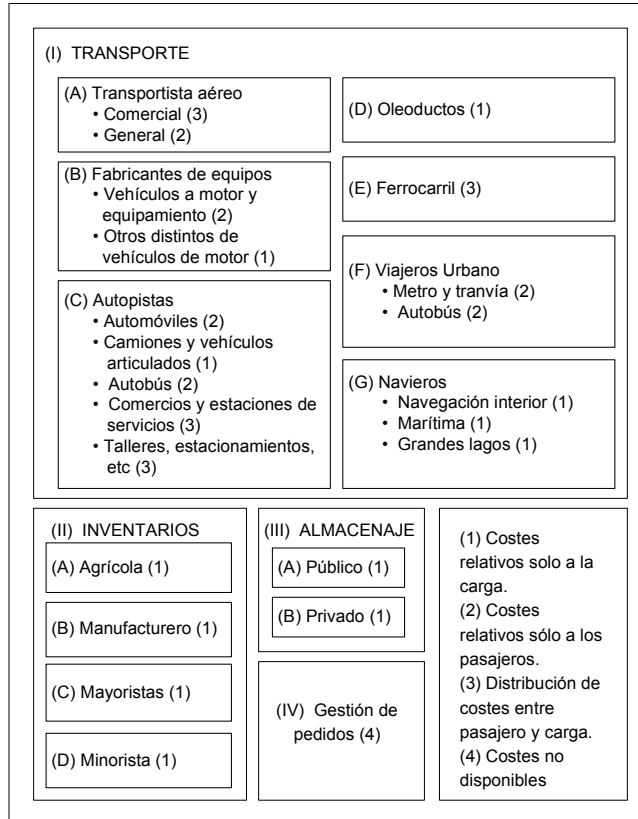 (I) TRANSPORTE
(A) Transportista aéreo
• Comercial (3)
• General (2)
(B) Fabricantes de equipos
• Vehículos a motor y
equipamiento (2)
• Otros distintos de
vehículos de motor (1)
(C) Autopistas
• Automóviles (2)
• Camiones y vehículos
articulados (1)
• Autobús (2)
• Comercios y estaciones de
servicios (3)
• Talleres, estacionamientos,
etc (3)
(D) Oleoductos (1)
(E) Ferrocarril (3)
(F) Viajeros Urbano
• Metro y tranvía (2)
• Autobús (2)
(G) Navieros
• Navegación interior (1)
• Marítima (1)
• Grandes lagos (1)
(II) INVENTARIOS
(A) Agrícola (1)
(B) Manufacturero (1)
(C) Mayoristas (1)
(D) Minorista (1)
(III) ALMACENAJE
(A) Público (1)
(B) Privado (1)
(IV) Gestión de
pedidos (4)
(1) Costes
relativos solo a la
carga.
(2) Costes
relativos sólo a los
pasajeros.
(3) Distribución de
costes entre
pasajero y carga.
(4) Costes no
disponibles